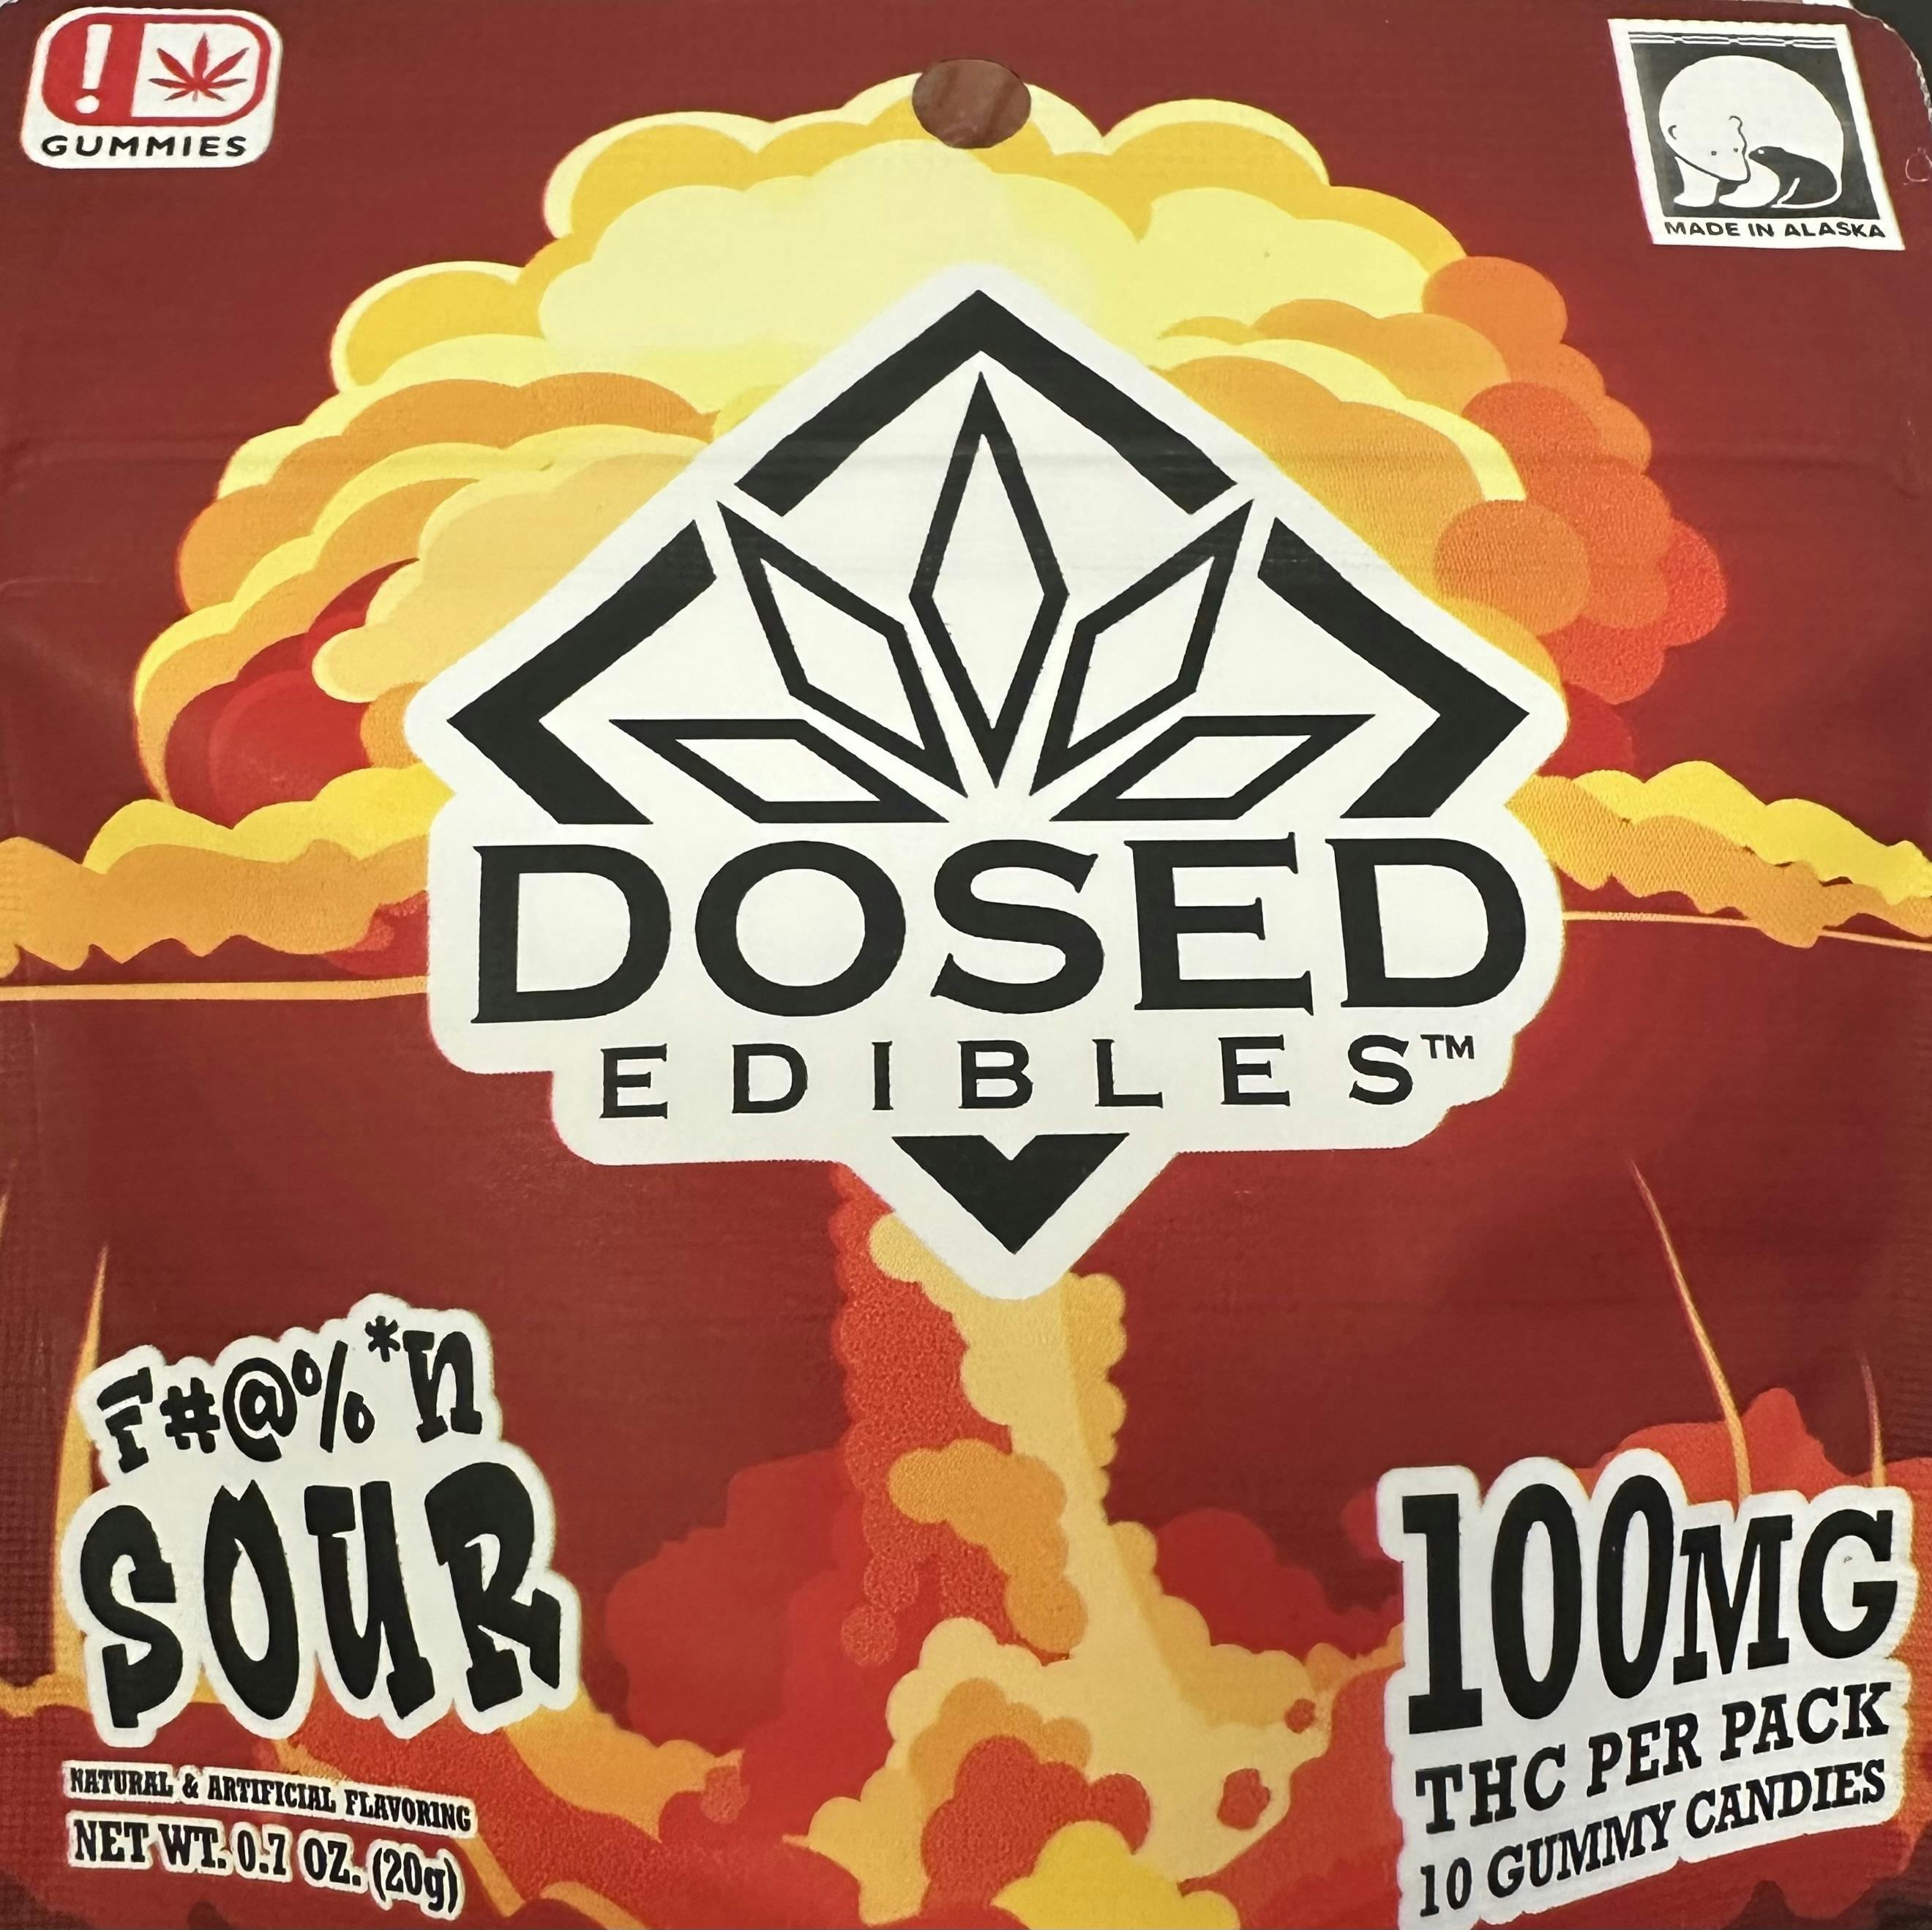 !
GUMMIES
MADE IN ALASKA
DOSED
EDIBLES™
F#@%*N
SOUR
NATURAL & ARTIFICIAL FLAVORING
NET WT. 0.7 OZ. (20g)
100MG
THC PER PACK
10 GUMMY CANDIES